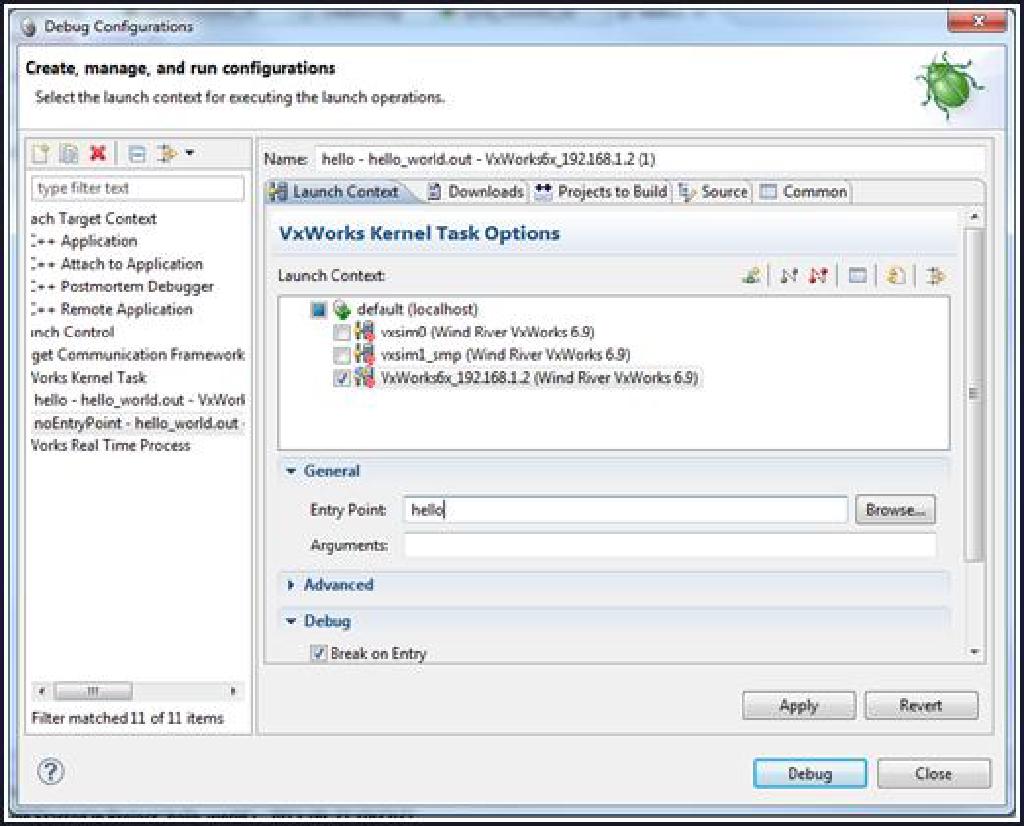 Debug Configurations
Create, manage, and run configurations
Select the launch context for executing the launch operations.
type filter text
ach Target Context
C++ Application
C++ Attach to Application
C++ Postmortem Debugger
C++ Remote Application
unch Control
get Communication Framework
Works Kernel Task
hello - hello_world.out - VxWork
noEntryPoint - hello_world.out -
Works Real Time Process
Filter matched 11 of 11 items
Name: hello - hello_world.out - VxWorks6x_192.168.1.2 (1)
Launch Context Downloads Projects to Build Source Common
VxWorks Kernel Task Options
Launch Context:
default (localhost)
vxsim0 (Wind River VxWorks 6.9)
vxsim1_smp (Wind River VxWorks 6.9)
VxWorks6x_192.168.1.2 (Wind River VxWorks 6.9)
General
Entry Point: hello Browse...
Arguments:
Advanced
Debug
Break on Entry
Apply Revert
? Debug Close